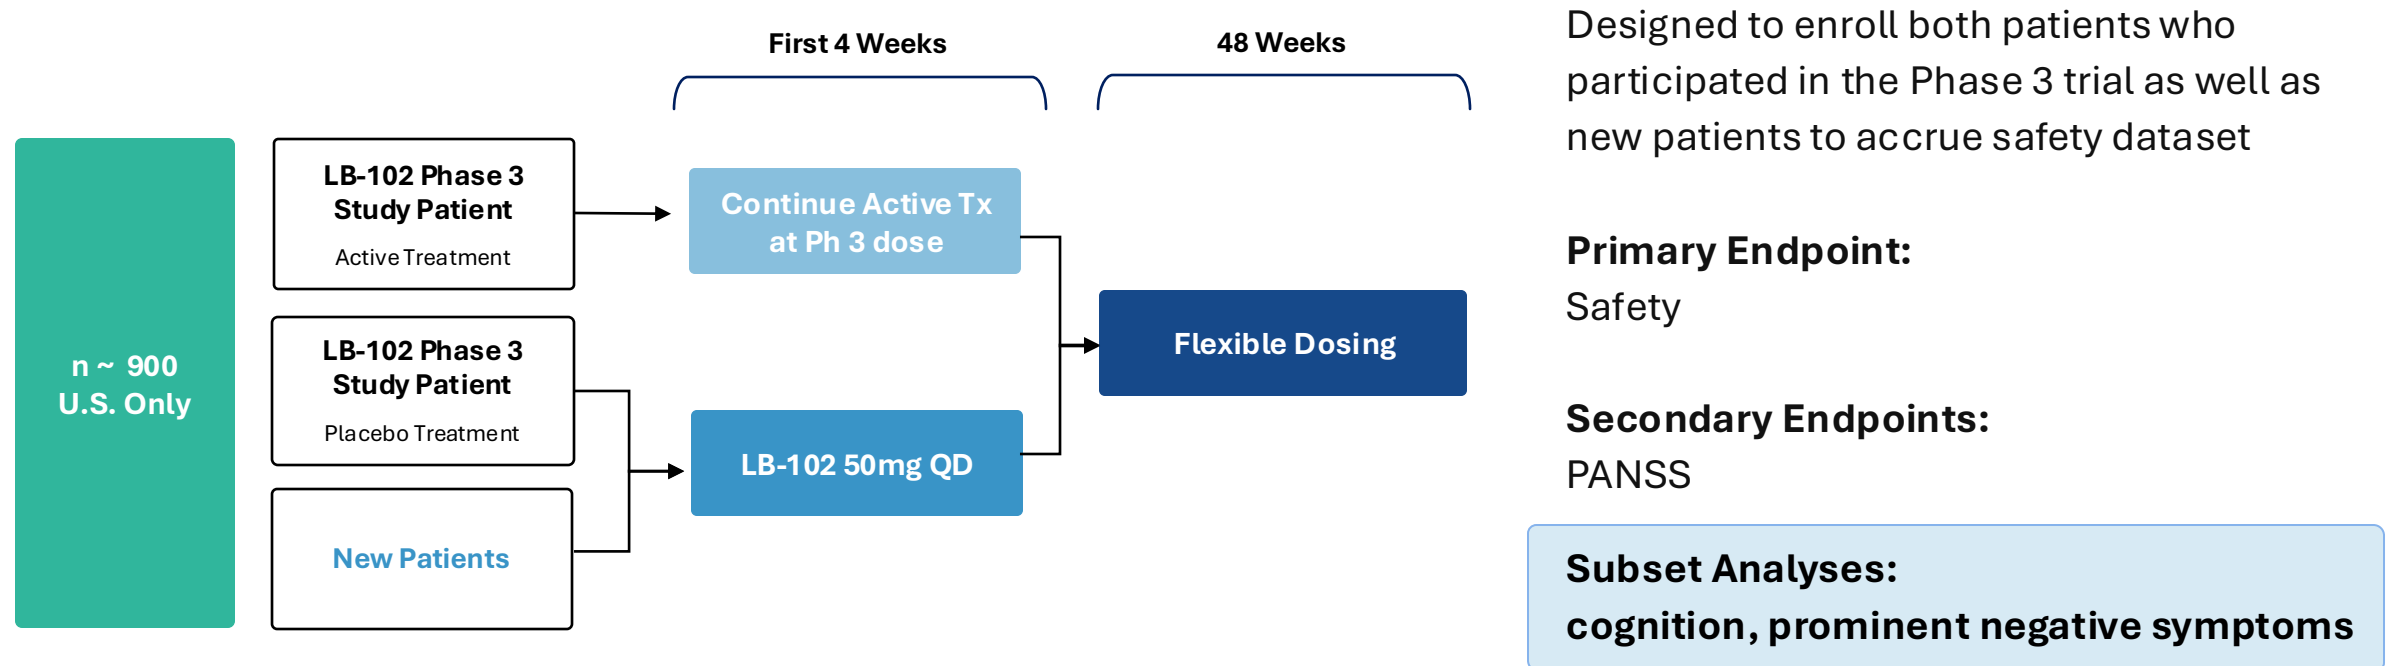 First 4 Weeks
48 Weeks
n ~ 900
U.S. Only
LB-102 Phase 3
Study Patient
Active Treatment
LB-102 Phase 3
Study Patient
Placebo Treatment
New Patients
Continue Active Tx
at Ph 3 dose
LB-102 50mg QD
Flexible Dosing
Designed to enroll both patients who
participated in the Phase 3 trial as well as
new patients to accrue safety dataset
Primary Endpoint:
Safety
Secondary Endpoints:
PANSS
Subset Analyses:
cognition, prominent negative symptoms